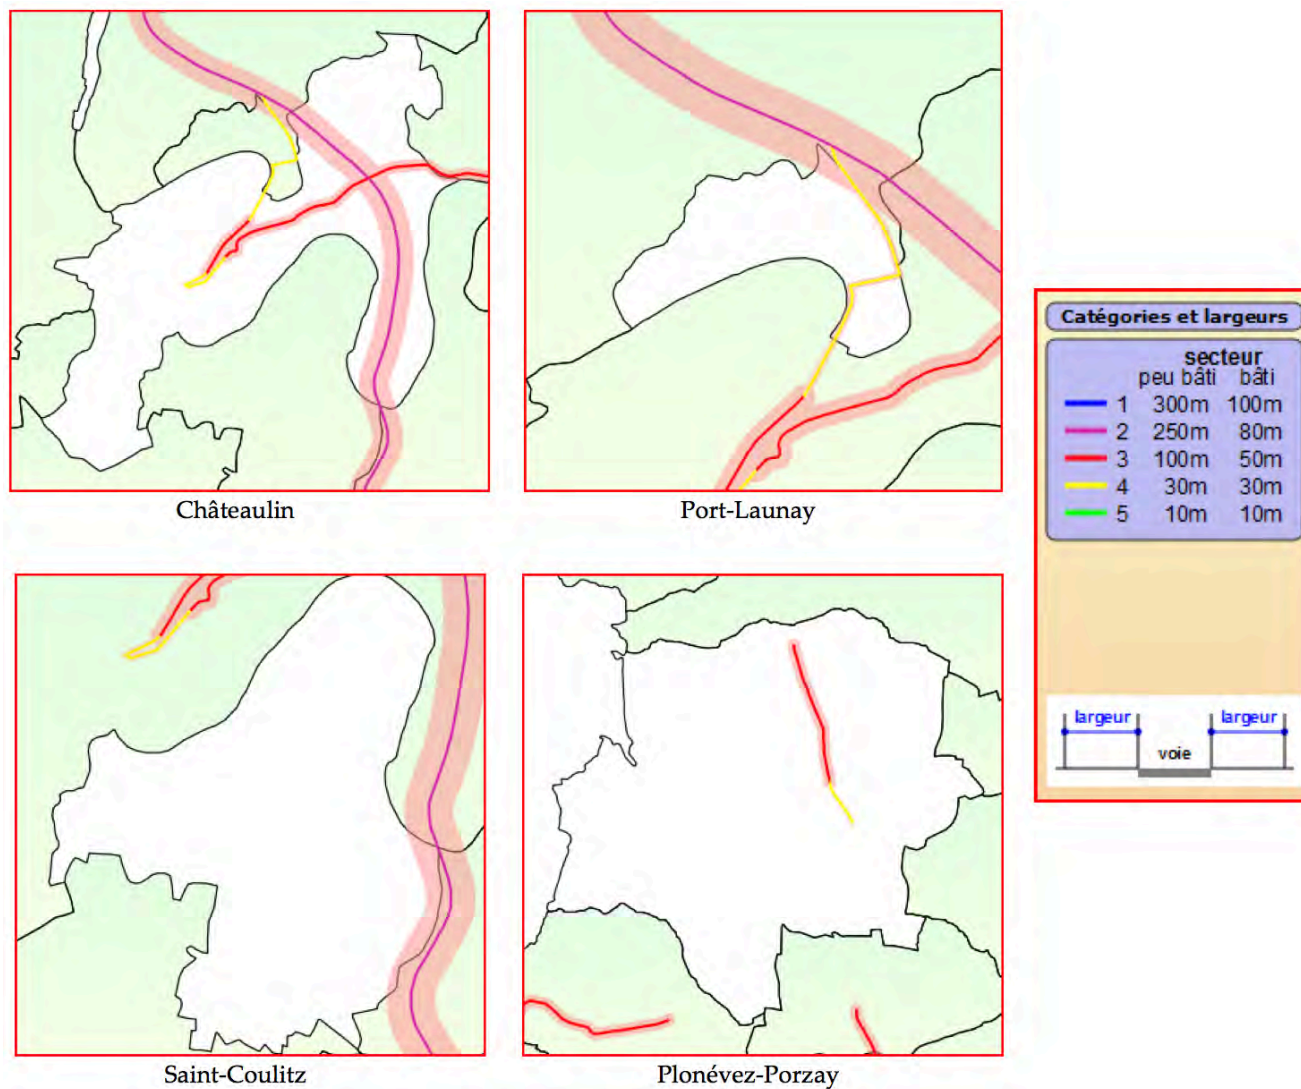 Châteaulin
Port-Launay
Catégories et largeurs
secteur
peu bâti bâti
1 300m 100m
2 250m 80m
3 100m 50m
4 30m 30m
5 10m 10m
largeur largeur
voie
Saint-Coulitz
Plonévez-Porzay